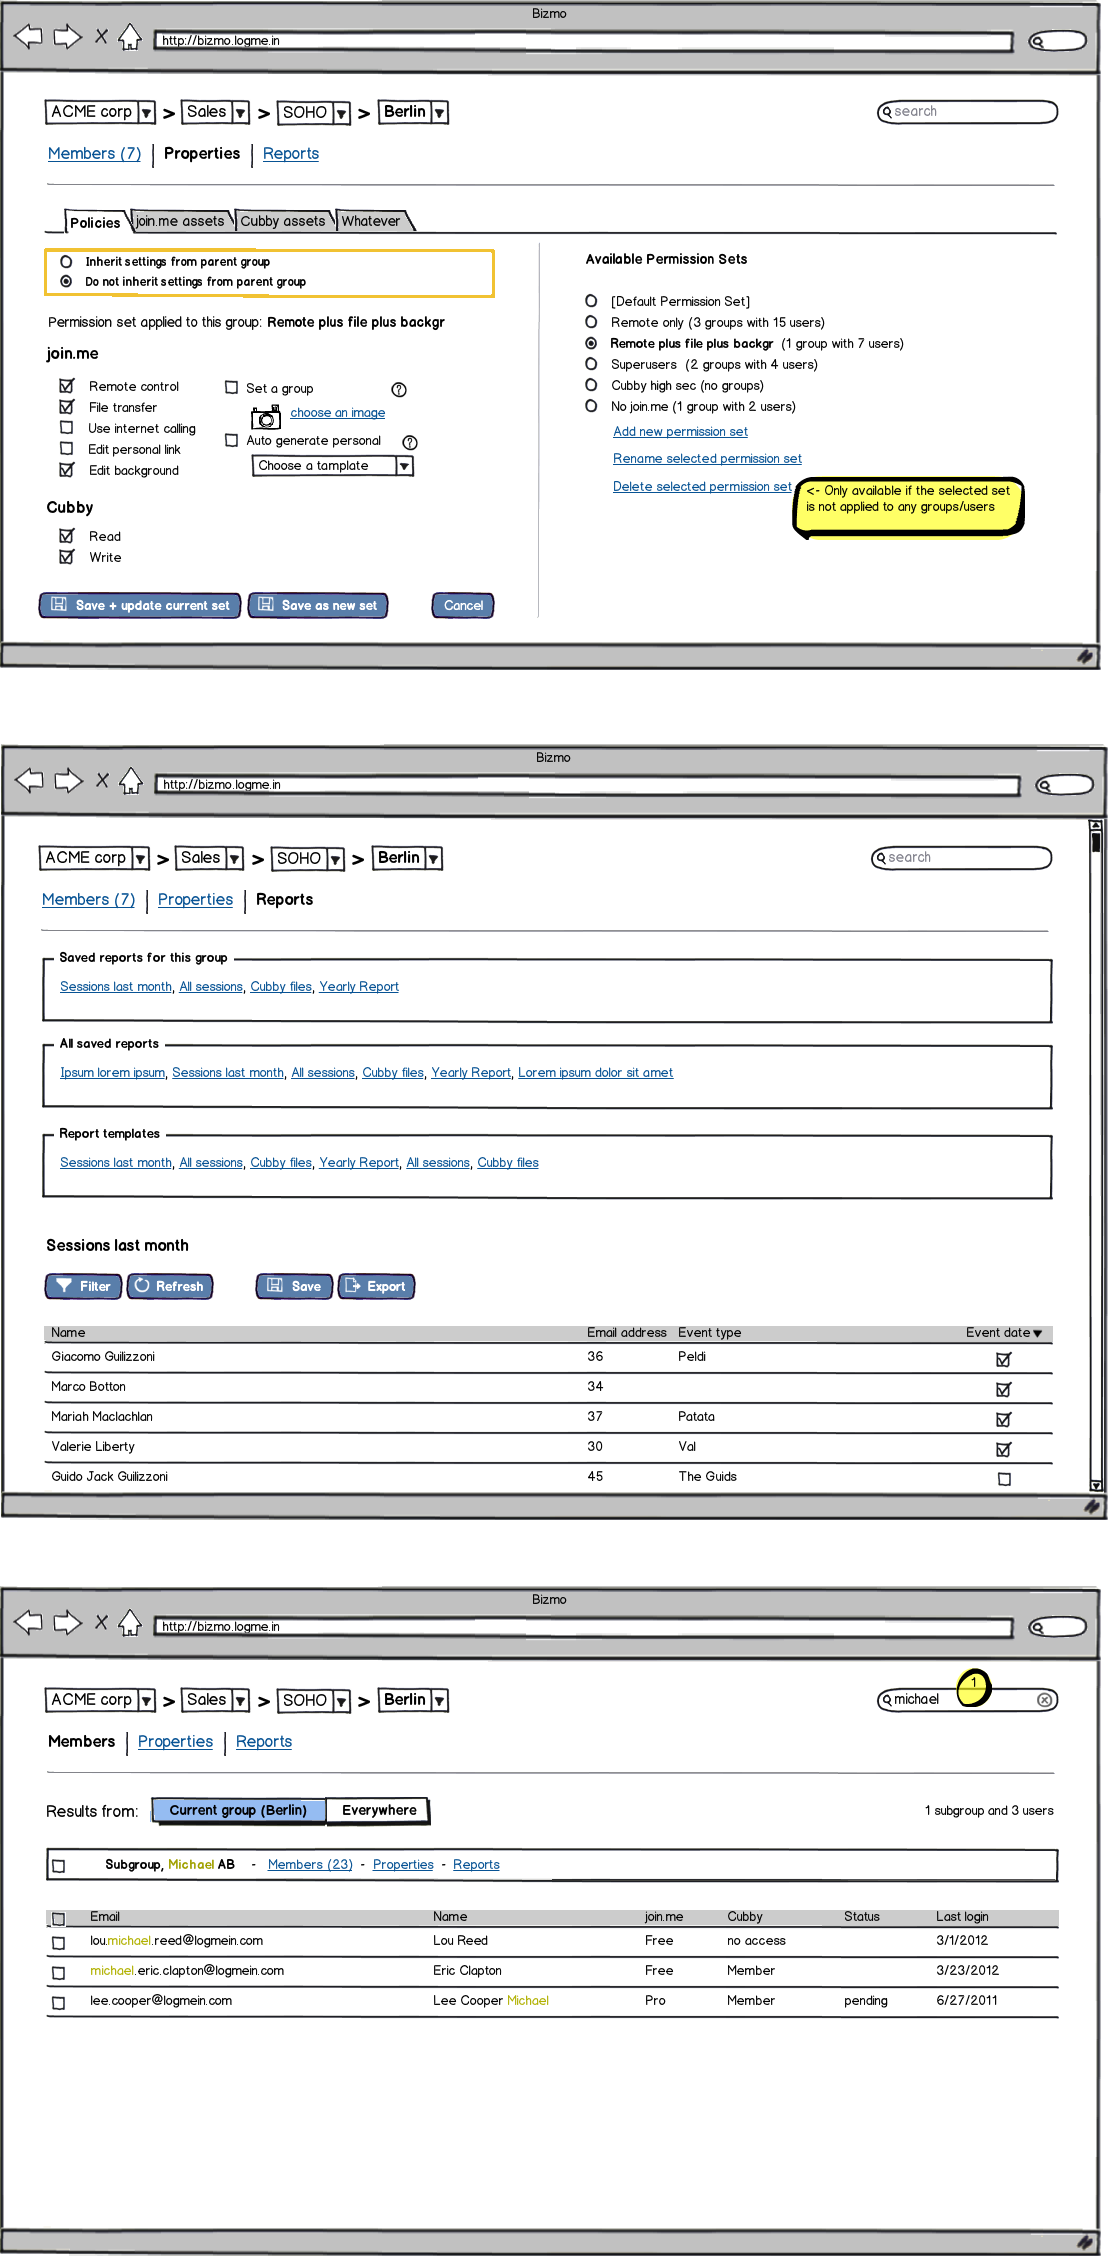 Bizmo
http://bizmo.logme.in
ACME corp > Sales > SOHO > Berlin
search
Members (7) | Properties | Reports
Policies join.me assets Cubby assets Whatever
Inherit settings from parent group
Do not inherit settings from parent group
Permission set applied to this group: Remote plus file plus backgr
join.me
Remote control
File transfer
Use internet calling
Edit personal link
Edit background
Set a group
?
choose an image
Auto generate personal
?
Choose a tamplate
Cubby
Read
Write
Save + update current set
Save as new set
Cancel
Available Permission Sets
[Default Permission Set]
Remote only (3 groups with 15 users)
Remote plus file plus backgr (1 group with 7 users)
Superusers (2 groups with 4 users)
Cubby high sec (no groups)
No join.me (1 group with 2 users)
Add new permission set
Rename selected permission set
Delete selected permission set
<- Only available if the selected set
is not applied to any groups/users
Bizmo
http://bizmo.logme.in
ACME corp > Sales > SOHO > Berlin
search
Members (7) | Properties | Reports
Saved reports for this group
Sessions last month, All sessions, Cubby files, Yearly Report
All saved reports
Ipsum lorem ipsum, Sessions last month, All sessions, Cubby files, Yearly Report, Lorem ipsum dolor sit amet
Report templates
Sessions last month, All sessions, Cubby files, Yearly Report, All sessions, Cubby files
Sessions last month
Filter Refresh Save Export
Name Email address Event type Event date
Giacomo Guilizzoni 36 Peldi
Marco Botton 34
Mariah Maclachlan 37 Patata
Valerie Liberty 30 Val
Guido Jack Guilizzoni 45 The Guids
Bizmo
http://bizmo.logme.in
ACME corp > Sales > SOHO > Berlin
michael
1
Members | Properties | Reports
Results from: Current group (Berlin) Everywhere
1 subgroup and 3 users
Subgroup, Michael AB - Members (23) - Properties - Reports
Email Name join.me Cubby Status Last login
lou.michael.reed@logmein.com Lou Reed Free no access 3/1/2012
michael.eric.clapton@logmein.com Eric Clapton Free Member 3/23/2012
lee.cooper@logmein.com Lee Cooper Michael Pro Member pending 6/27/2011